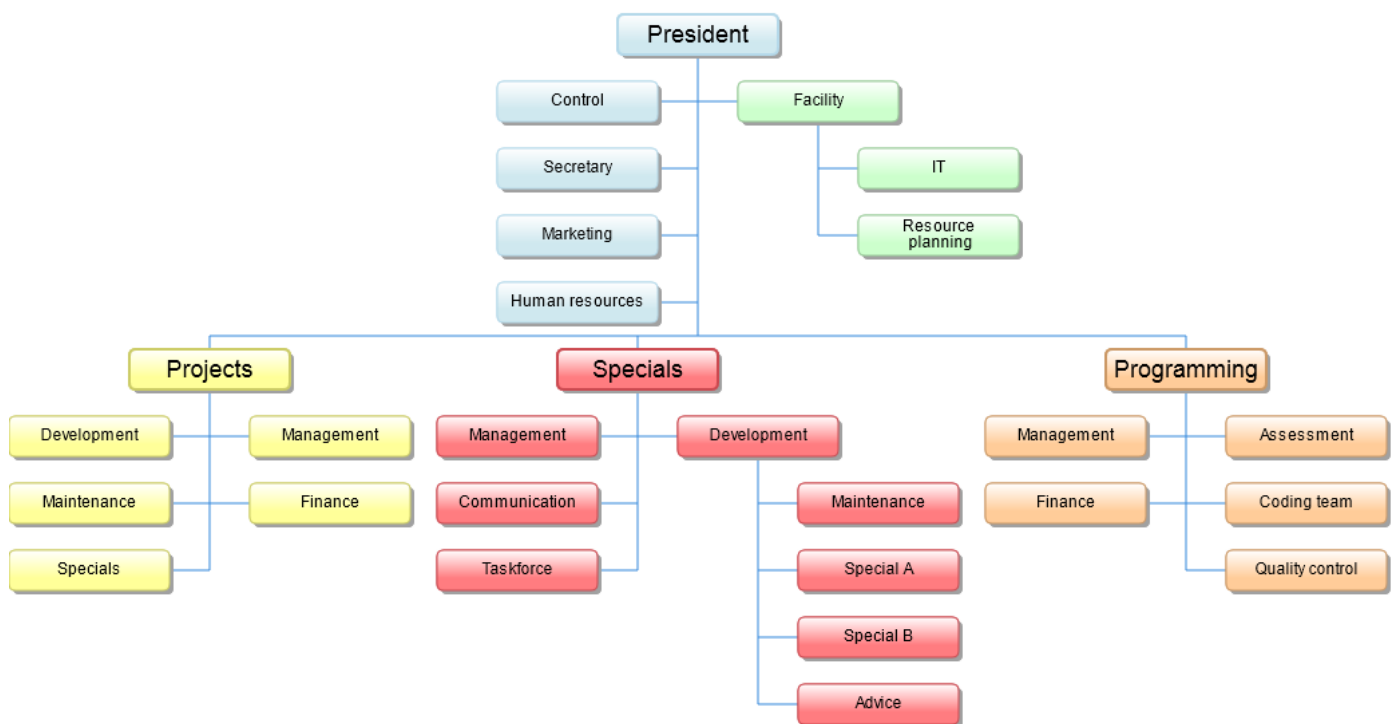 President
Control
Facility
Secretary
IT
Marketing
Resource
planning
Human resources
Projects
Specials
Programming
Development
Management
Management
Development
Management
Assessment
Maintenance
Finance
Communication
Maintenance
Finance
Coding team
Specials
Taskforce
Special A
Quality control
Special B
Advice